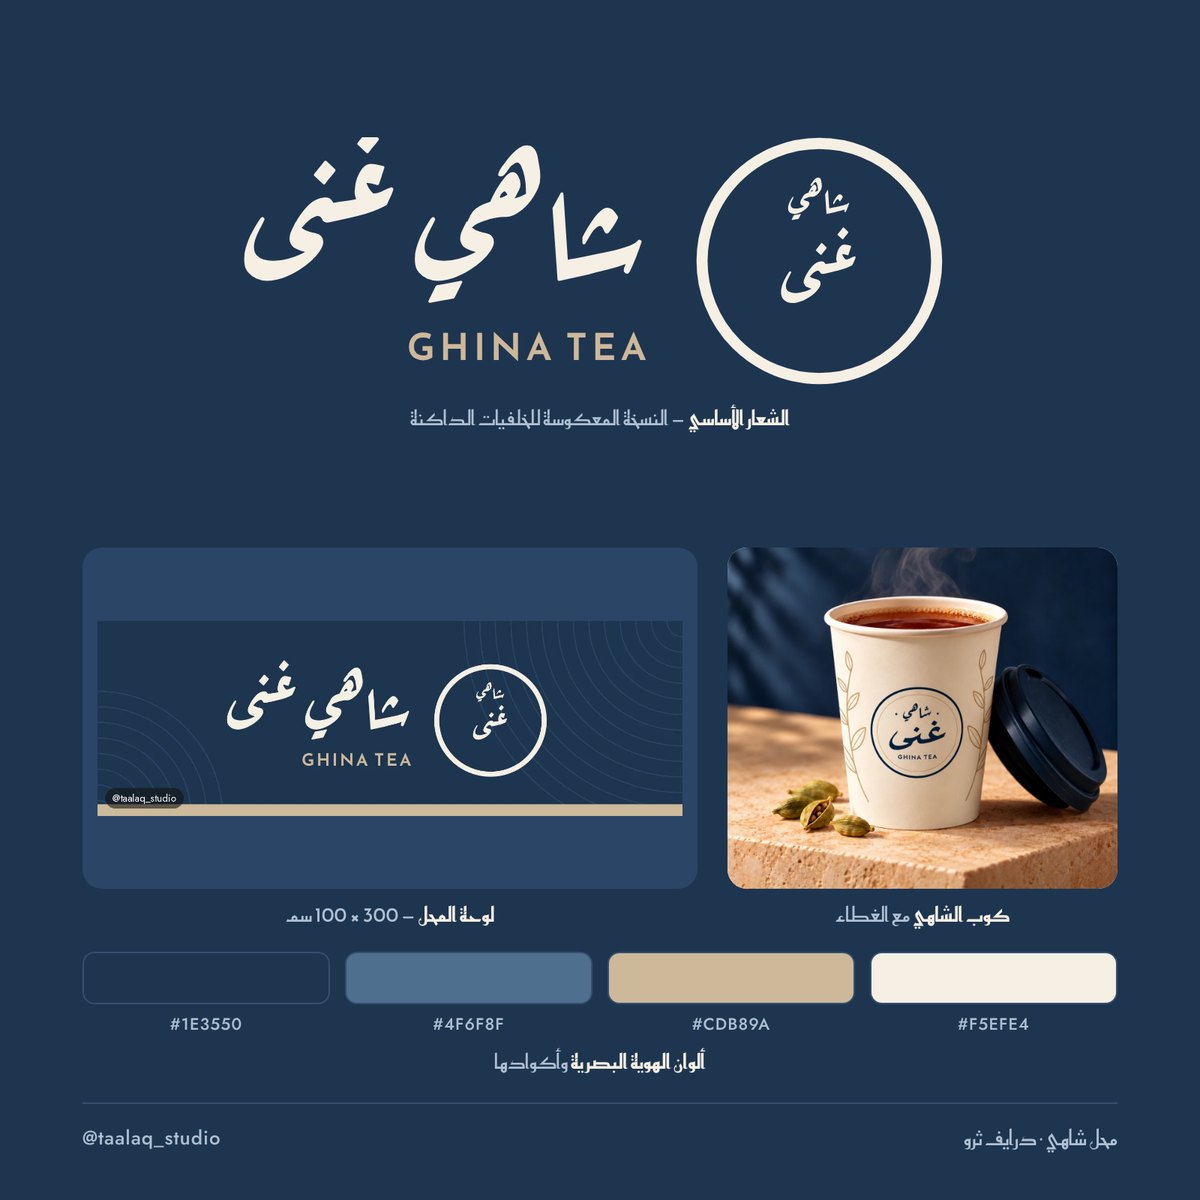 شاهي غنى
GHINA TEA
شاهي
غنى
الشعار الأساسي – النسخة المعكوسة للخلفيات الداكنة
شاهي غنى
GHINA TEA
شاهي
غنى
@taalaq_studio
لوحة المحل – 300 × 100 سم
شاهي
غنى
GHINA TEA
كوب الشاهي مع الغطاء
#1E3550
#4F6F8F
#CDB89A
#F5EFE4
ألوان الهوية البصرية وأكوادها
محل شاهي · درايف ثرو
@taalaq_studio